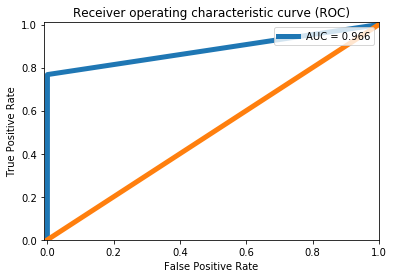 Receiver operating characteristic curve (ROC)
AUC = 0.966
True Positive Rate
1.0
0.8
0.6
0.4
0.2
0.0
0.0 0.2 0.4 0.6 0.8 1.0
False Positive Rate